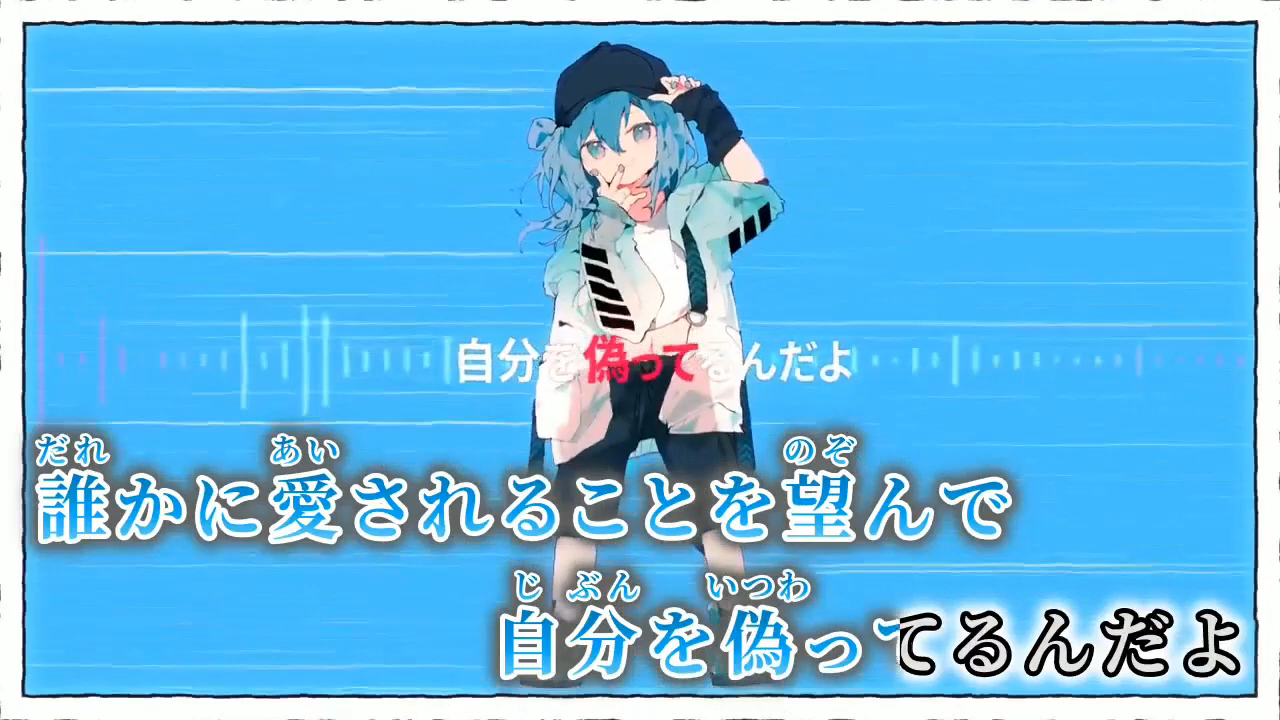 自分を偽ってるんだよ
だれ あい のぞ
誰かに愛されることを望んで
じ ぶん いつわ
自分を偽ってるんだよ